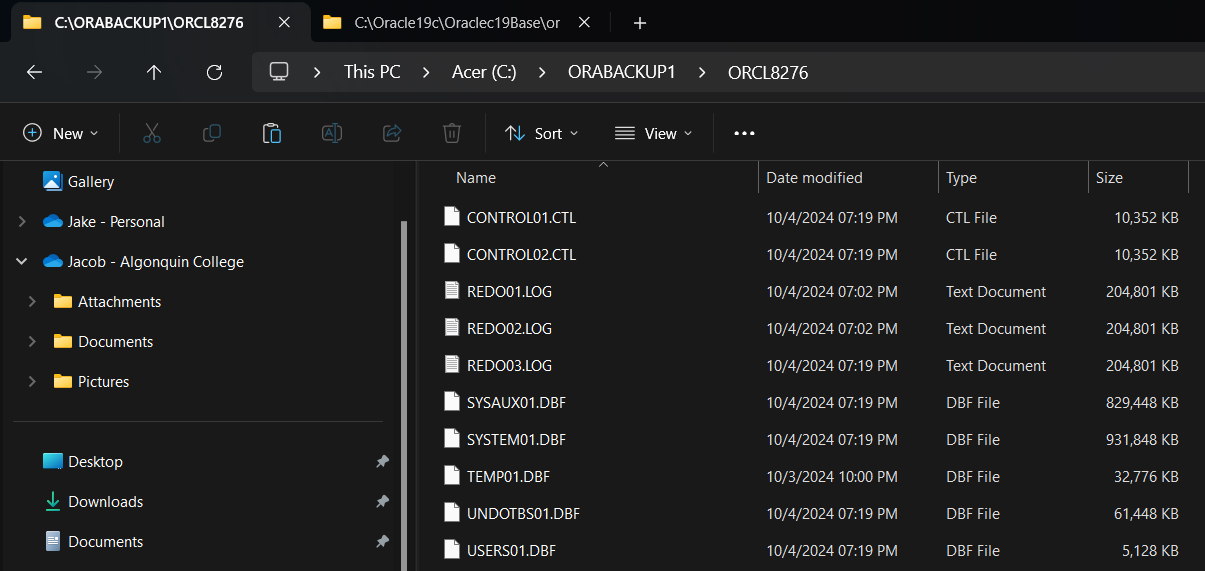 C:\ORABACKUP1\ORCL8276
C:\Oracle19c\Oraclec19Base\or
This PC > Acer (C:) > ORABACKUP1 > ORCL8276
New
Sort
View
Gallery
Jake - Personal
Jacob - Algonquin College
Attachments
Documents
Pictures
Desktop
Downloads
Documents
Name Date modified Type Size
CONTROL01.CTL 10/4/2024 07:19 PM CTL File 10,352 KB
CONTROL02.CTL 10/4/2024 07:19 PM CTL File 10,352 KB
REDO01.LOG 10/4/2024 07:02 PM Text Document 204,801 KB
REDO02.LOG 10/4/2024 07:02 PM Text Document 204,801 KB
REDO03.LOG 10/4/2024 07:19 PM Text Document 204,801 KB
SYSAUX01.DBF 10/4/2024 07:19 PM DBF File 829,448 KB
SYSTEM01.DBF 10/4/2024 07:19 PM DBF File 931,848 KB
TEMP01.DBF 10/3/2024 10:00 PM DBF File 32,776 KB
UNDOTBS01.DBF 10/4/2024 07:19 PM DBF File 61,448 KB
USERS01.DBF 10/4/2024 07:19 PM DBF File 5,128 KB